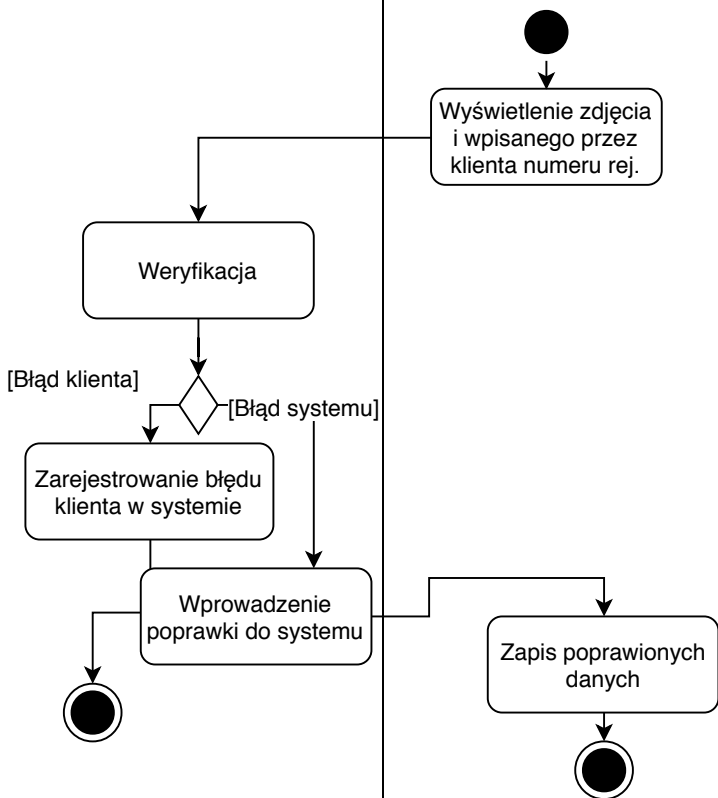 Wyświetlenie zdjęcia
i wpisanego przez
klienta numeru rej.
Weryfikacja
[Błąd klienta]
[Błąd systemu]
Zarejestrowanie błędu
klienta w systemie
Wprowadzenie
poprawki do systemu
Zapis poprawionych
danych